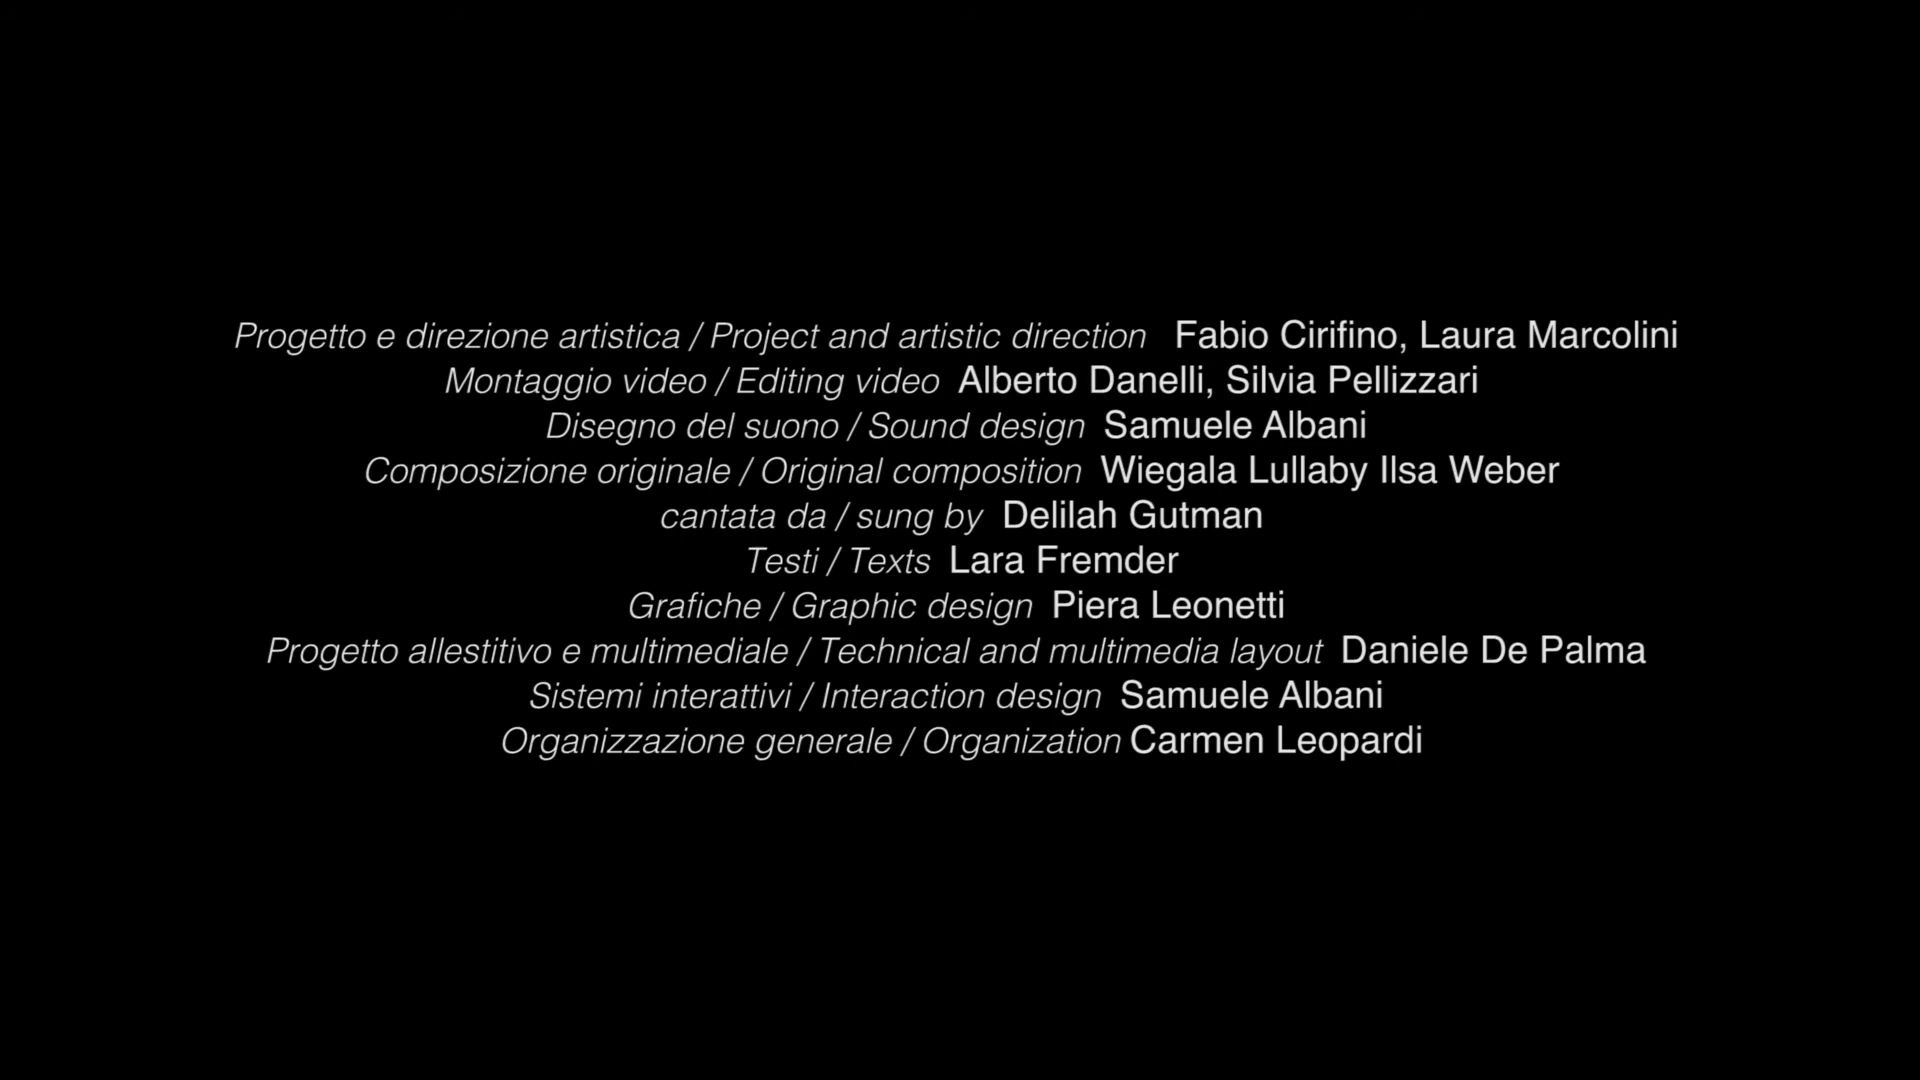 Progetto e direzione artistica / Project and artistic direction Fabio Cirifino, Laura Marcolini
Montaggio video / Editing video Alberto Danelli, Silvia Pellizzari
Disegno del suono / Sound design Samuele Albani
Composizione originale / Original composition Wiegala Lullaby Ilsa Weber
cantata da / sung by Delilah Gutman
Testi / Texts Lara Fremder
Grafiche / Graphic design Piera Leonetti
Progetto allestitivo e multimediale / Technical and multimedia layout Daniele De Palma
Sistemi interattivi / Interaction design Samuele Albani
Organizzazione generale / Organization Carmen Leopardi